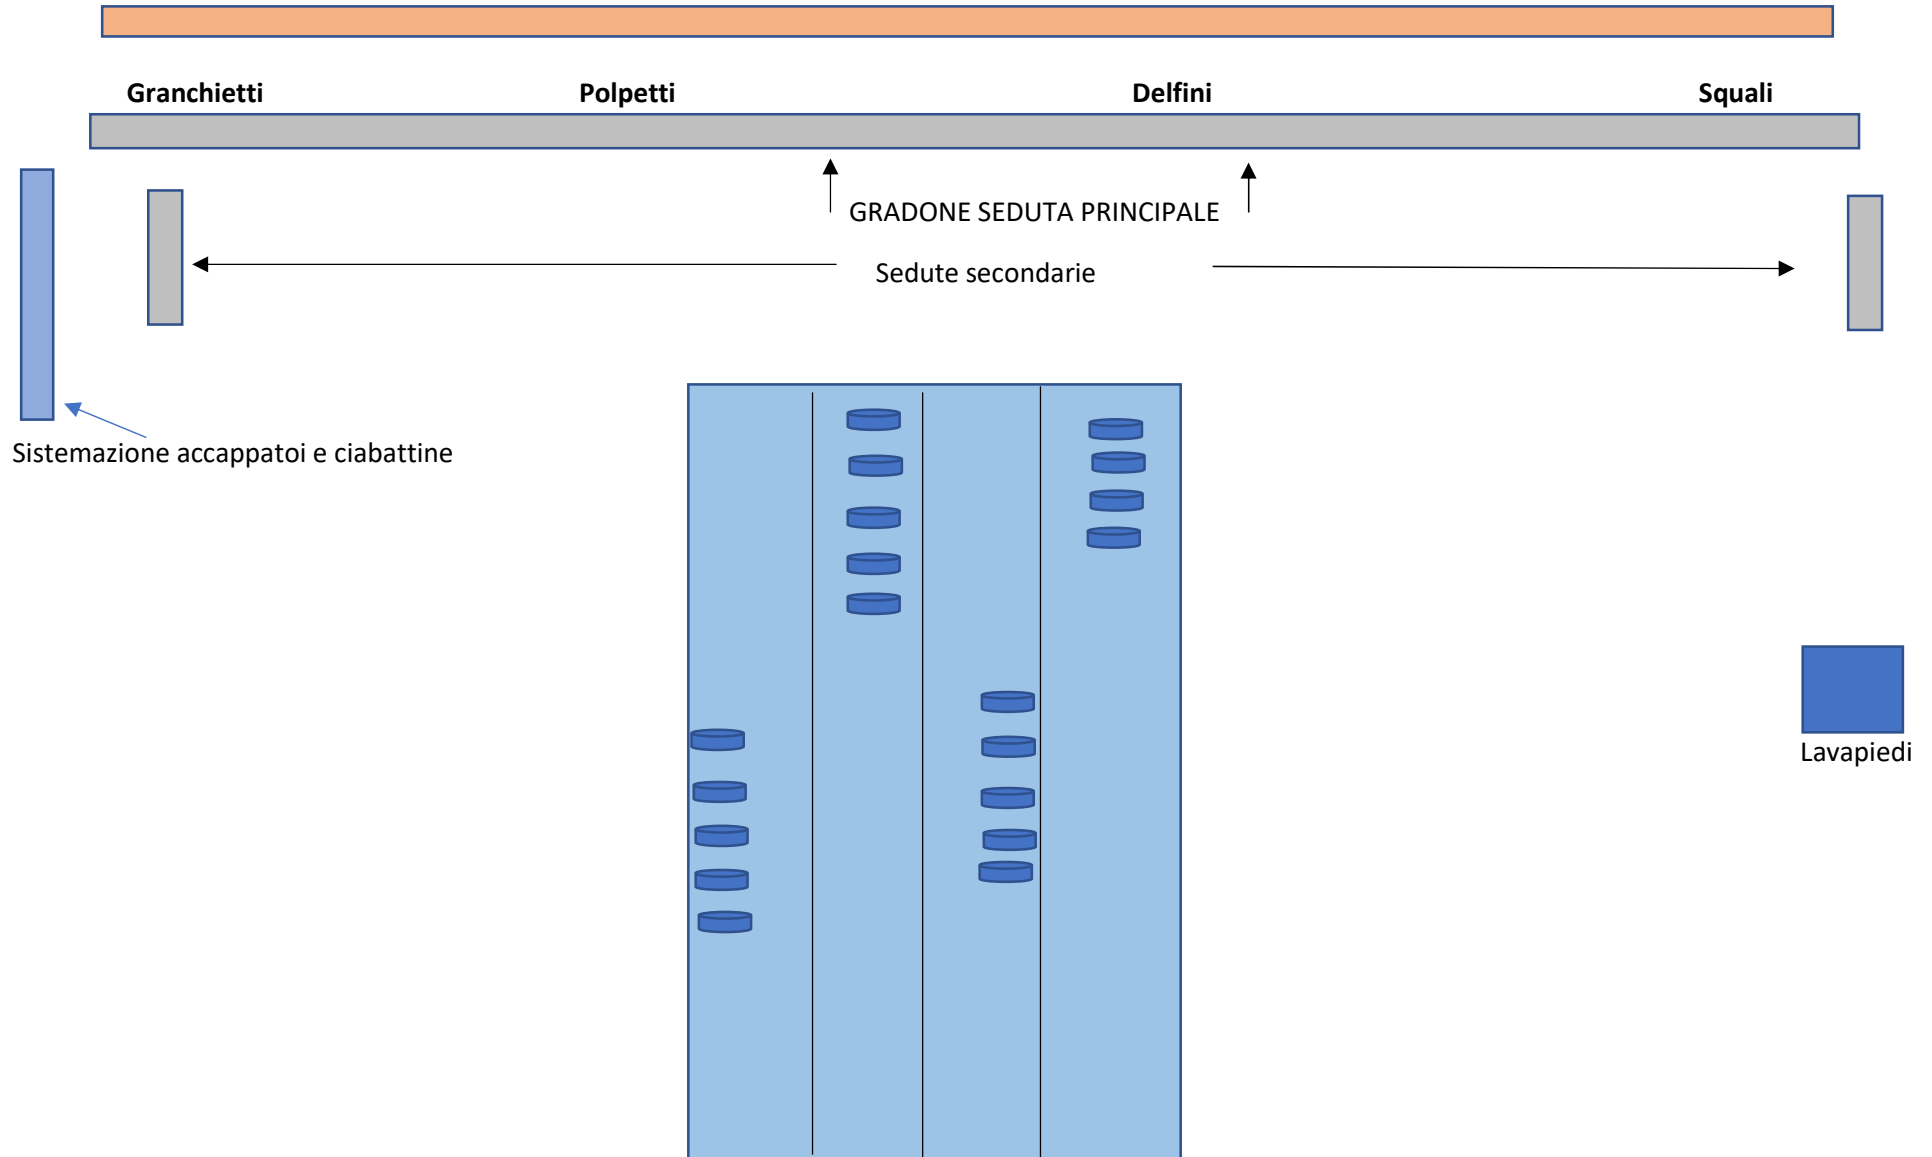 Granchietti Polpetti Delfini Squali
GRADONE SEDUTA PRINCIPALE
Sedute secondarie
Sistemazione accappatoi e ciabattine
Lavapiedi